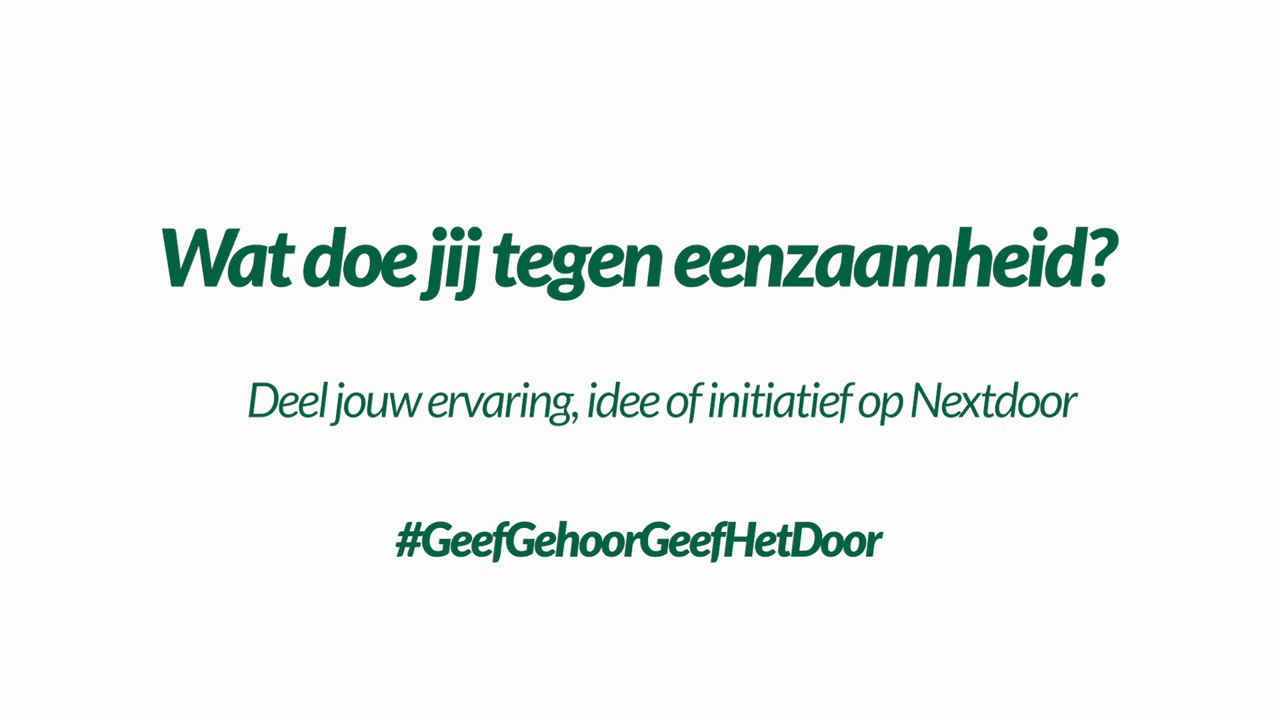 Wat doe jij tegen eenzaamheid?
Deel jouw ervaring, idee of initiatief op Nextdoor
#GeefGehoorGeefHetDoor